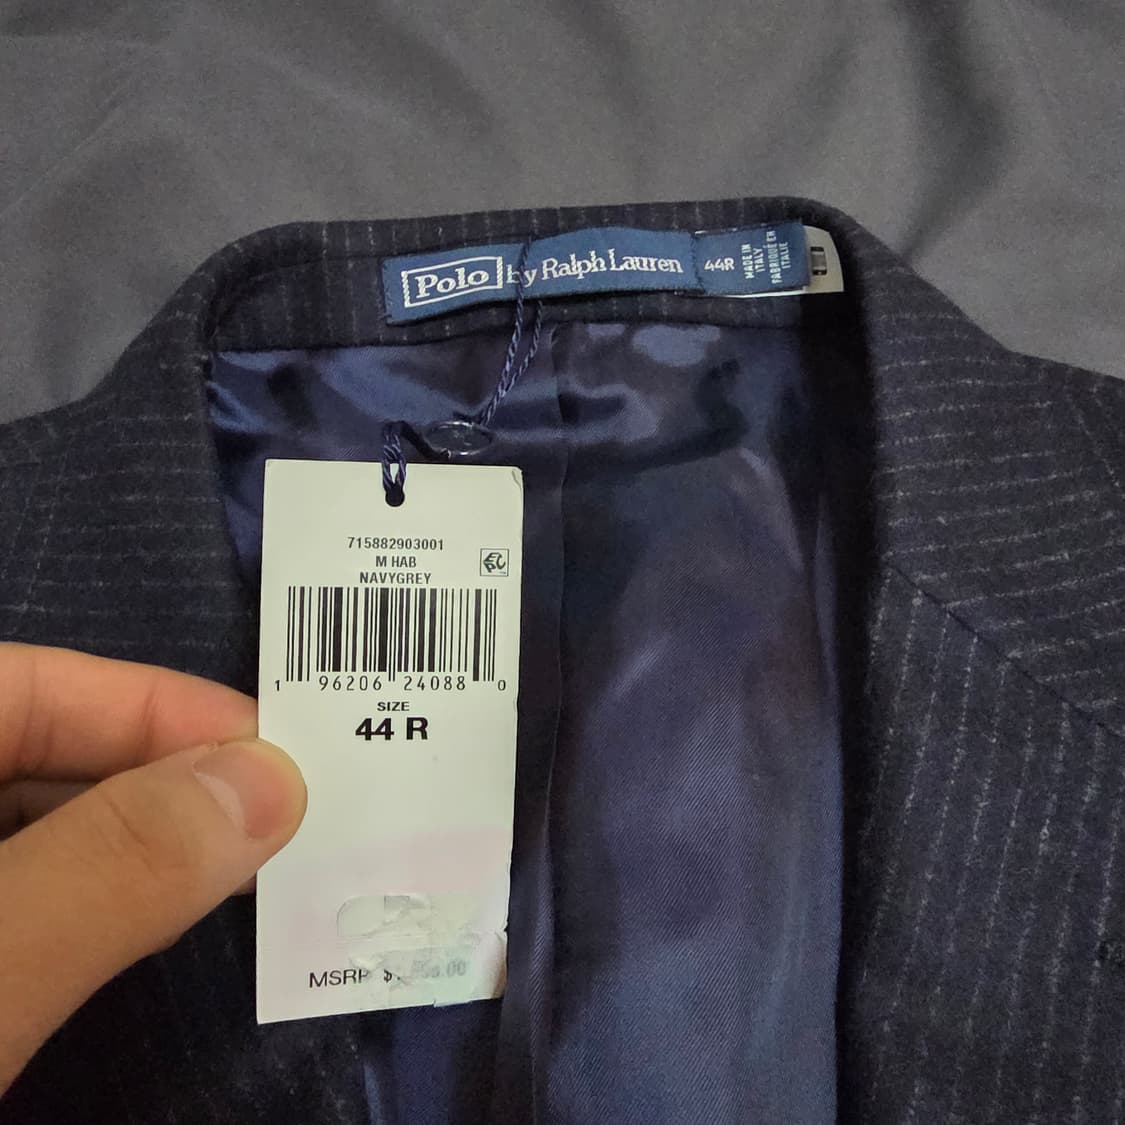 Polo by Ralph Lauren
44R
MADE IN
ITALY
FABRIQUÉ EN
ITALIE
715882903001
M HAB
NAVYGREY
1 96206 24088 0
SIZE
44 R
MSRP